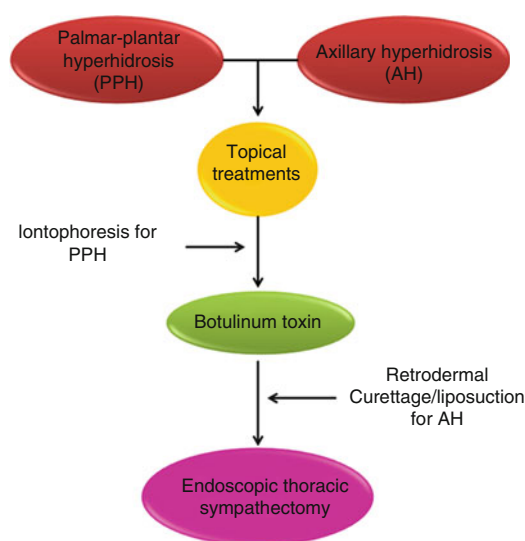 Palmar-plantar
hyperhidrosis
(PPH)
Axillary hyperhidrosis
(AH)
Topical
treatments
Iontophoresis for
PPH
Botulinum toxin
Retrodermal
Curettage/liposuction
for AH
Endoscopic thoracic
sympathectomy